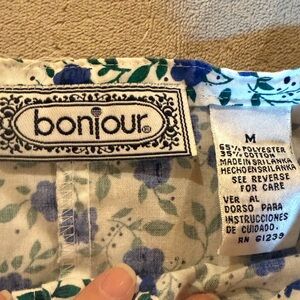 bonjour®
M
65% POLYESTER
35% COTTON
MADE IN SRI LANKA
HECHO EN SRI LANKA
SEE REVERSE
FOR CARE
VER AL
DORSO PARA
INSTRUCCIONES
DE CUIDADO.
RN 61239